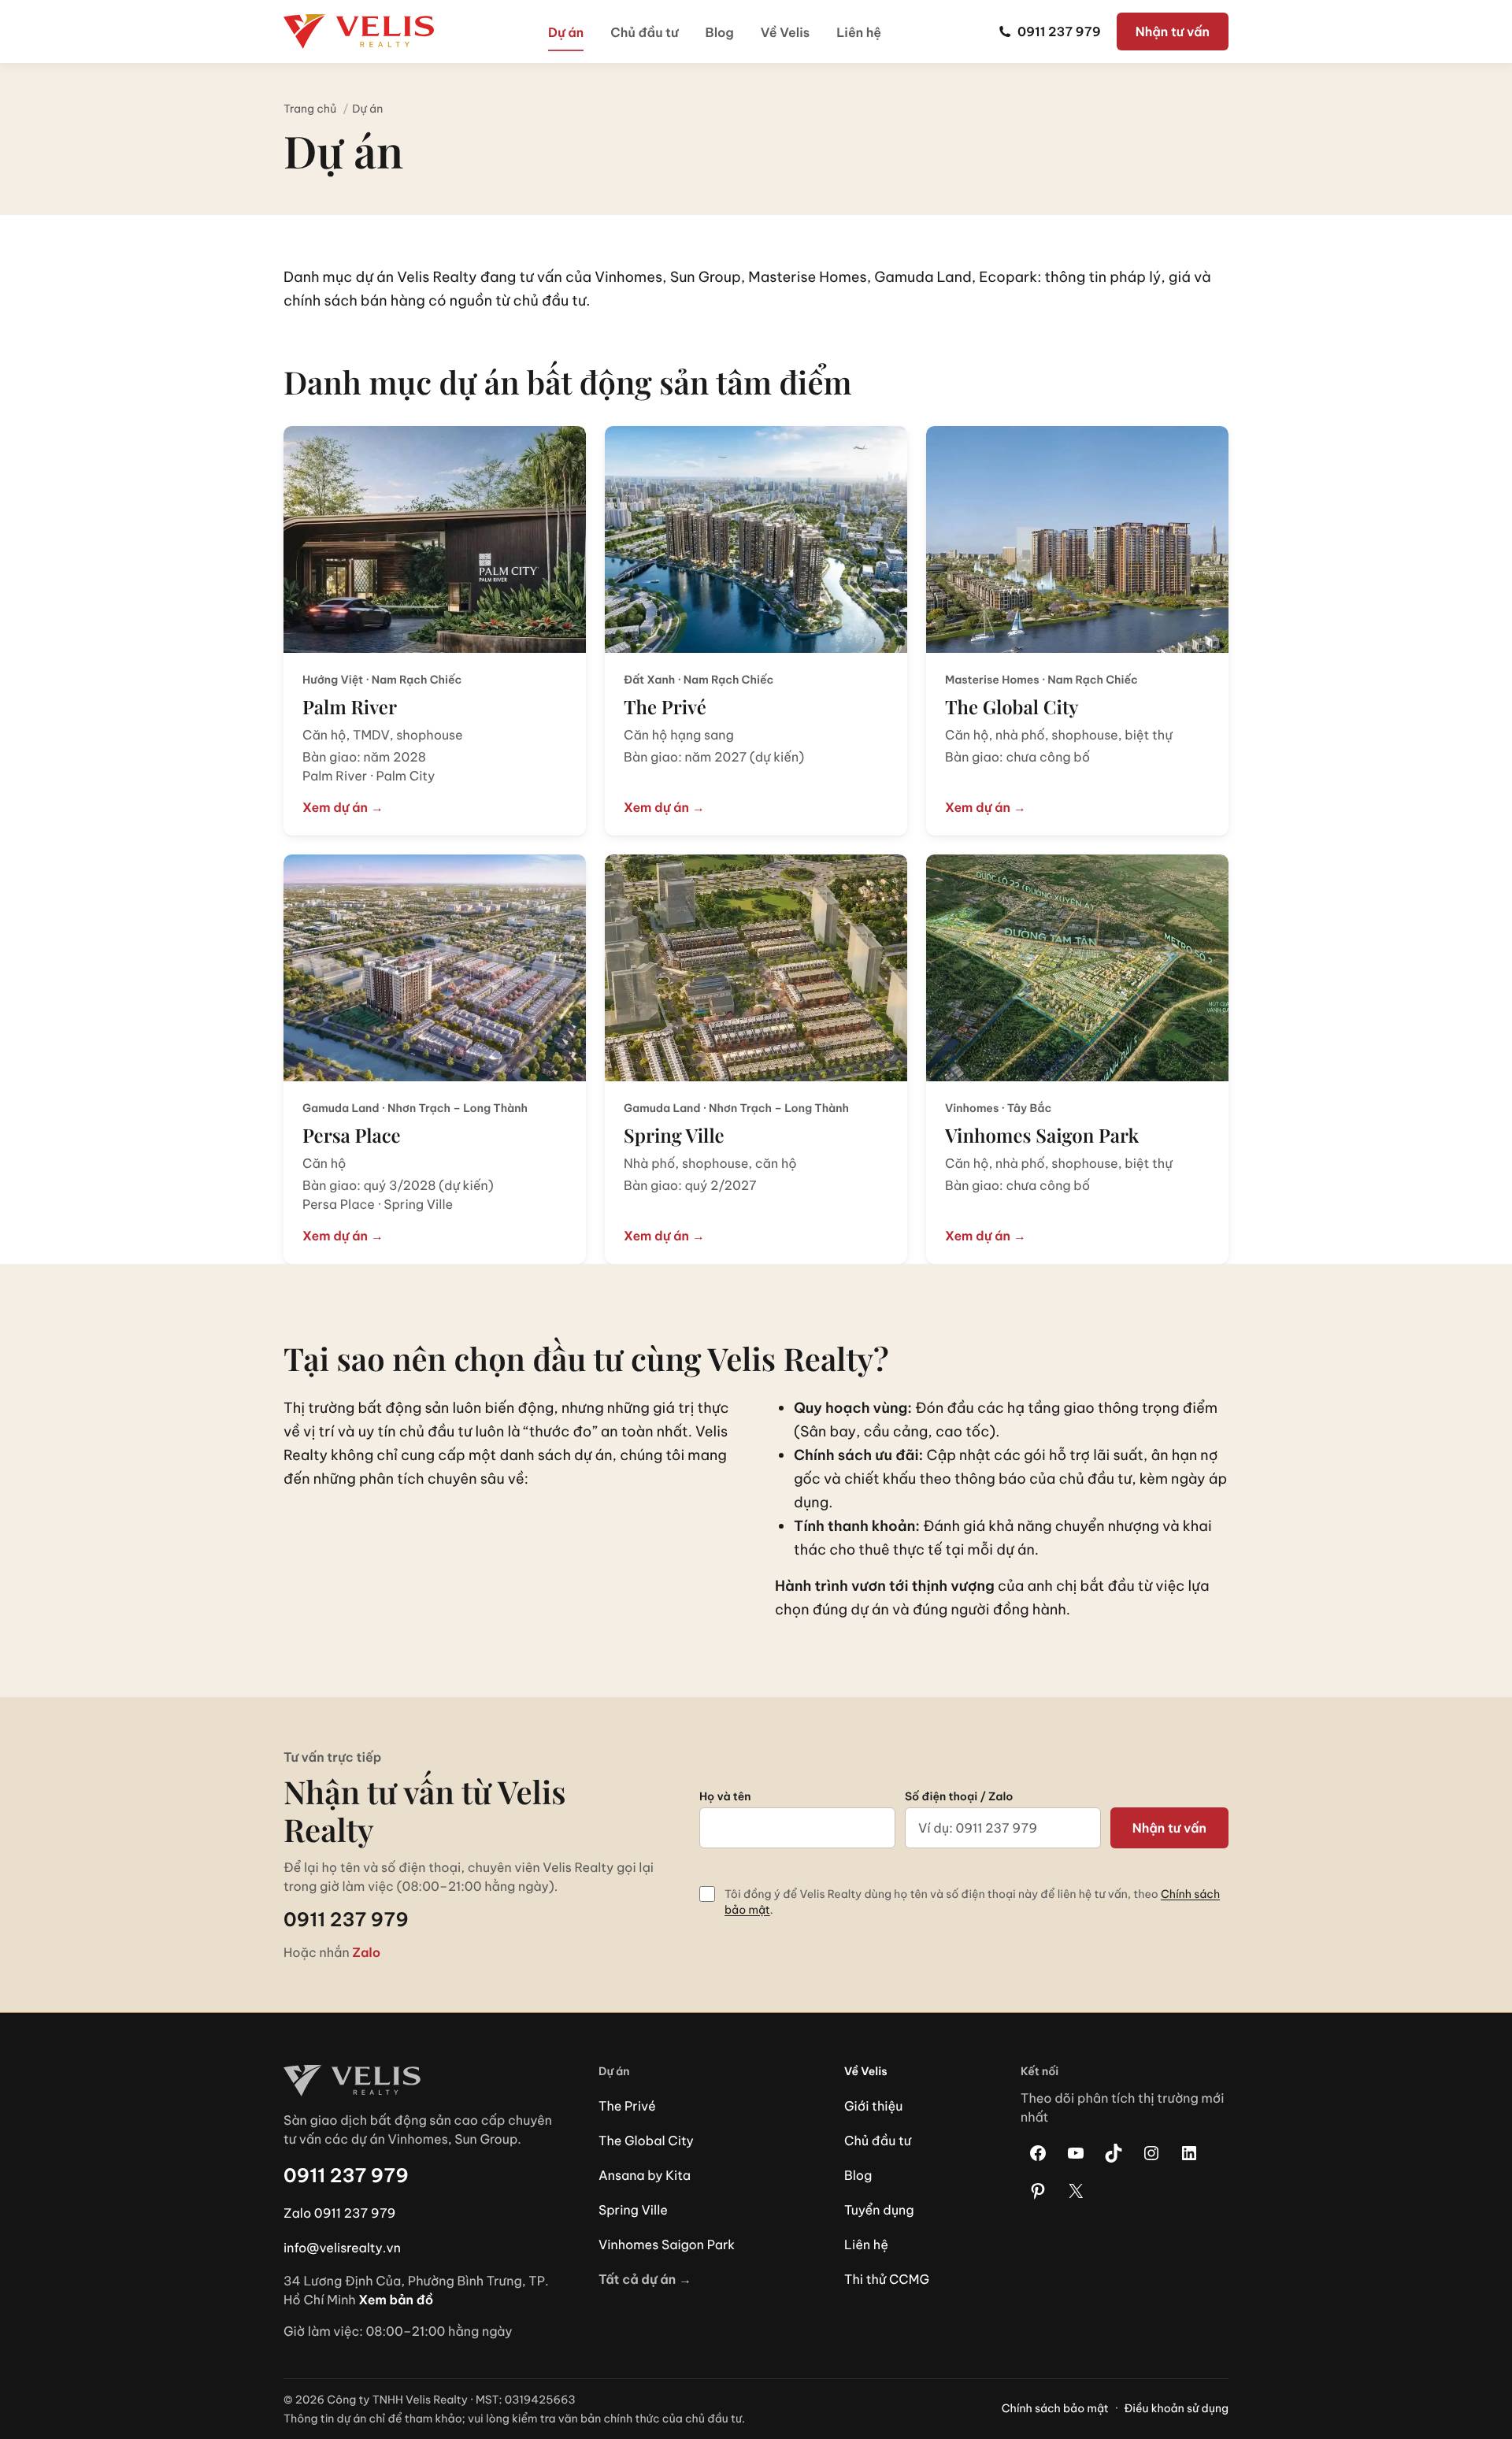 VELIS
REALTY
Dự án
Chủ đầu tư
Blog
Về Velis
Liên hệ
0911 237 979
Nhận tư vấn
Trang chủ / Dự án
Dự án
Danh mục dự án Velis Realty đang tư vấn của Vinhomes, Sun Group, Masterise Homes, Gamuda Land, Ecopark: thông tin pháp lý, giá và
chính sách bán hàng có nguồn từ chủ đầu tư.
Danh mục dự án bất động sản tâm điểm
PALM CITY
PALM RIVER
Hướng Việt · Nam Rạch Chiếc
Palm River
Căn hộ, TMDV, shophouse
Bàn giao: năm 2028
Palm River · Palm City
Xem dự án →
Đất Xanh · Nam Rạch Chiếc
The Privé
Căn hộ hạng sang
Bàn giao: năm 2027 (dự kiến)
Xem dự án →
Masterise Homes · Nam Rạch Chiếc
The Global City
Căn hộ, nhà phố, shophouse, biệt thự
Bàn giao: chưa công bố
Xem dự án →
Gamuda Land · Nhơn Trạch – Long Thành
Persa Place
Căn hộ
Bàn giao: quý 3/2028 (dự kiến)
Persa Place · Spring Ville
Xem dự án →
Gamuda Land · Nhơn Trạch – Long Thành
Spring Ville
Nhà phố, shophouse, căn hộ
Bàn giao: quý 2/2027
Xem dự án →
QUỐC LỘ 22 (ĐƯỜNG XUYÊN Á)
ĐƯỜNG TAM TÂN
METRO SỐ 2
Vinhomes · Tây Bắc
Vinhomes Saigon Park
Căn hộ, nhà phố, shophouse, biệt thự
Bàn giao: chưa công bố
Xem dự án →
Tại sao nên chọn đầu tư cùng Velis Realty?
Thị trường bất động sản luôn biến động, nhưng những giá trị thực
về vị trí và uy tín chủ đầu tư luôn là “thước đo” an toàn nhất. Velis
Realty không chỉ cung cấp một danh sách dự án, chúng tôi mang
đến những phân tích chuyên sâu về:
• Quy hoạch vùng: Đón đầu các hạ tầng giao thông trọng điểm
(Sân bay, cầu cảng, cao tốc).
• Chính sách ưu đãi: Cập nhật các gói hỗ trợ lãi suất, ân hạn nợ
gốc và chiết khấu theo thông báo của chủ đầu tư, kèm ngày áp
dụng.
• Tính thanh khoản: Đánh giá khả năng chuyển nhượng và khai
thác cho thuê thực tế tại mỗi dự án.
Hành trình vươn tới thịnh vượng của anh chị bắt đầu từ việc lựa
chọn đúng dự án và đúng người đồng hành.
Tư vấn trực tiếp
Nhận tư vấn từ Velis
Realty
Để lại họ tên và số điện thoại, chuyên viên Velis Realty gọi lại
trong giờ làm việc (08:00–21:00 hằng ngày).
0911 237 979
Hoặc nhắn Zalo
Họ và tên
Số điện thoại / Zalo
Ví dụ: 0911 237 979
Nhận tư vấn
Tôi đồng ý để Velis Realty dùng họ tên và số điện thoại này để liên hệ tư vấn, theo Chính sách
bảo mật.
VELIS
REALTY
Sàn giao dịch bất động sản cao cấp chuyên
tư vấn các dự án Vinhomes, Sun Group.
0911 237 979
Zalo 0911 237 979
info@velisrealty.vn
34 Lương Định Của, Phường Bình Trưng, TP.
Hồ Chí Minh Xem bản đồ
Giờ làm việc: 08:00–21:00 hằng ngày
Dự án
The Privé
The Global City
Ansana by Kita
Spring Ville
Vinhomes Saigon Park
Tất cả dự án →
Về Velis
Giới thiệu
Chủ đầu tư
Blog
Tuyển dụng
Liên hệ
Thi thử CCMG
Kết nối
Theo dõi phân tích thị trường mới
nhất
© 2026 Công ty TNHH Velis Realty · MST: 0319425663
Thông tin dự án chỉ để tham khảo; vui lòng kiểm tra văn bản chính thức của chủ đầu tư.
Chính sách bảo mật · Điều khoản sử dụng